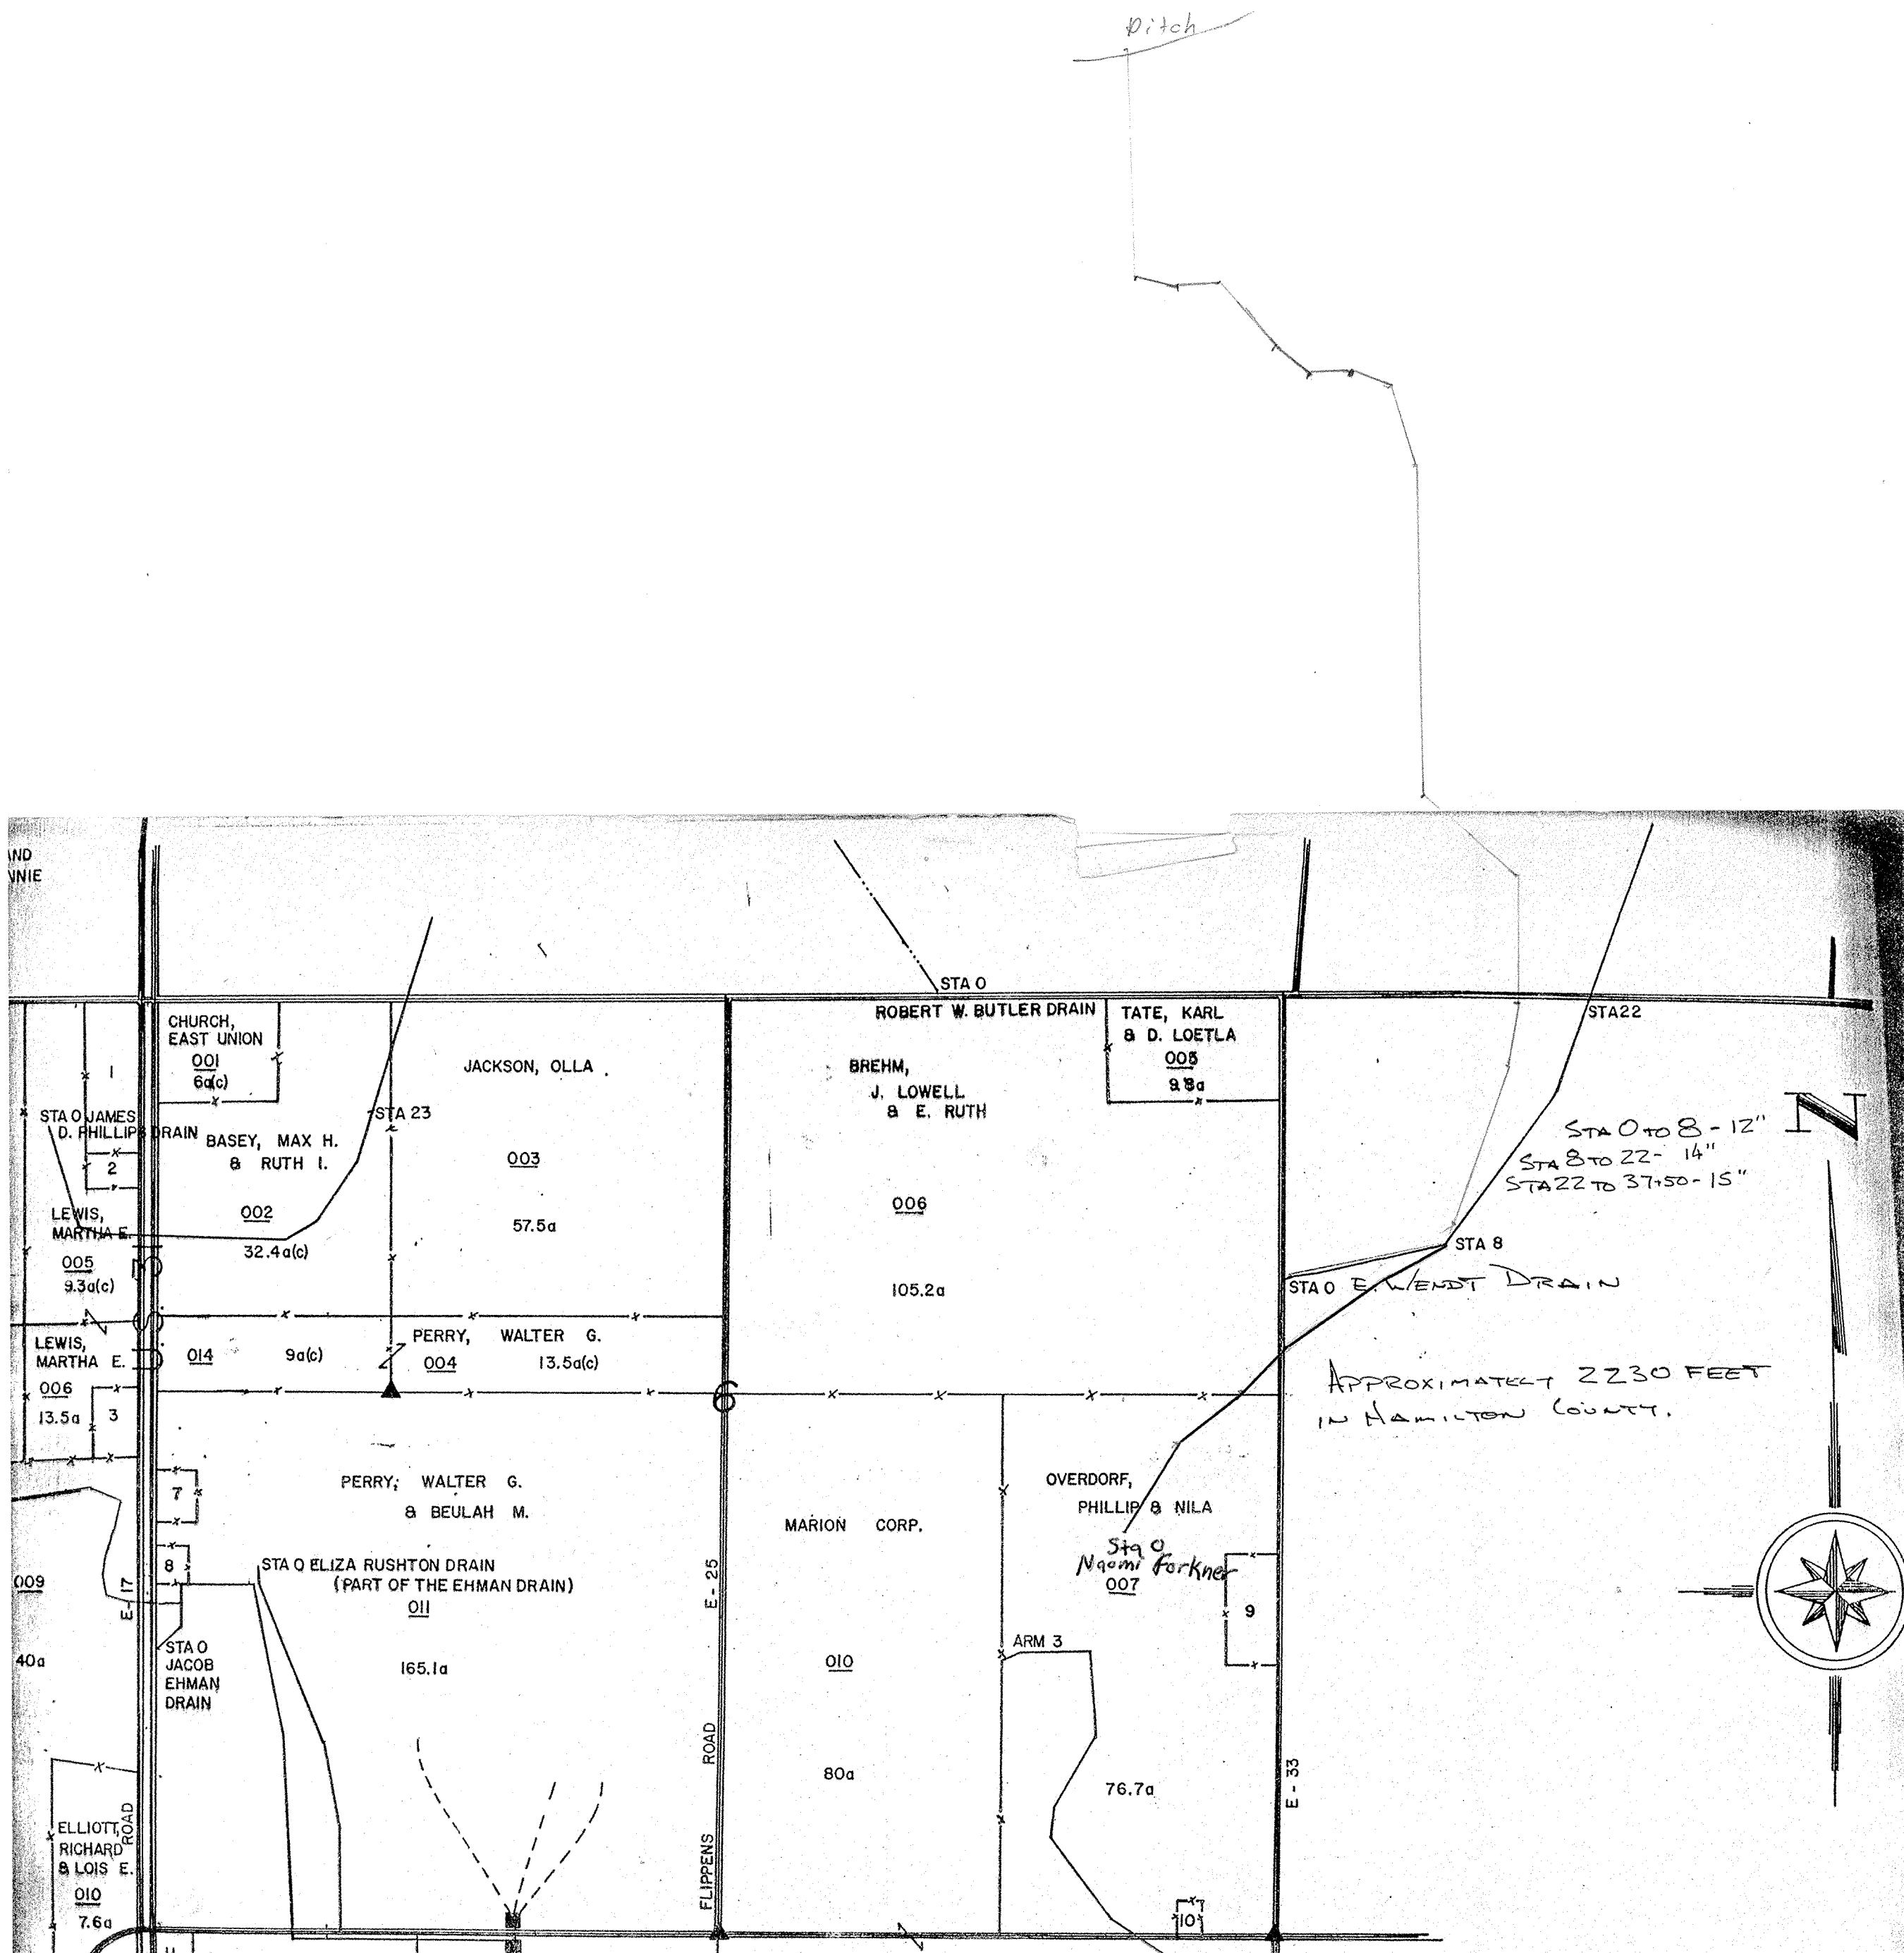 Ditch
AND
NNIE
STA 0
ROBERT W. BUTLER DRAIN
STA22
CHURCH,
EAST UNION
001
6a(c)
JACKSON, OLLA
BREHM,
J. LOWELL
& E. RUTH
TATE, KARL
& D. LOETLA
005
9.8a
1
STA 0 JAMES
D. PHILLIPS DRAIN
STA 23
BASEY, MAX H.
& RUTH I.
2
003
N
STA 0 TO 8 - 12"
STA 8 TO 22 - 14"
STA 22 TO 37+50 - 15"
LEWIS,
MARTHA E.
002
32.4a(c)
57.5a
006
005
9.3a(c)
105.2a
STA 8
STA 0 E. WENDT DRAIN
LEWIS,
MARTHA E.
006
13.5a
3
014
9a(c)
PERRY, WALTER G.
004
13.5a(c)
6
APPROXIMATELY 2230 FEET
IN HAMILTON COUNTY.
7
PERRY, WALTER G.
& BEULAH M.
OVERDORF,
PHILLIP & NILA
MARION CORP.
Sta 0
Naomi Forkner
007
8
STA 0 ELIZA RUSHTON DRAIN
(PART OF THE EHMAN DRAIN)
011
009
E-17
E-25
9
40a
STA 0
JACOB
EHMAN
DRAIN
165.1a
010
ARM 3
80a
76.7a
E-33
ROAD
FLIPPENS ROAD
ELLIOTT,
RICHARD
& LOIS E.
010
7.6a
10